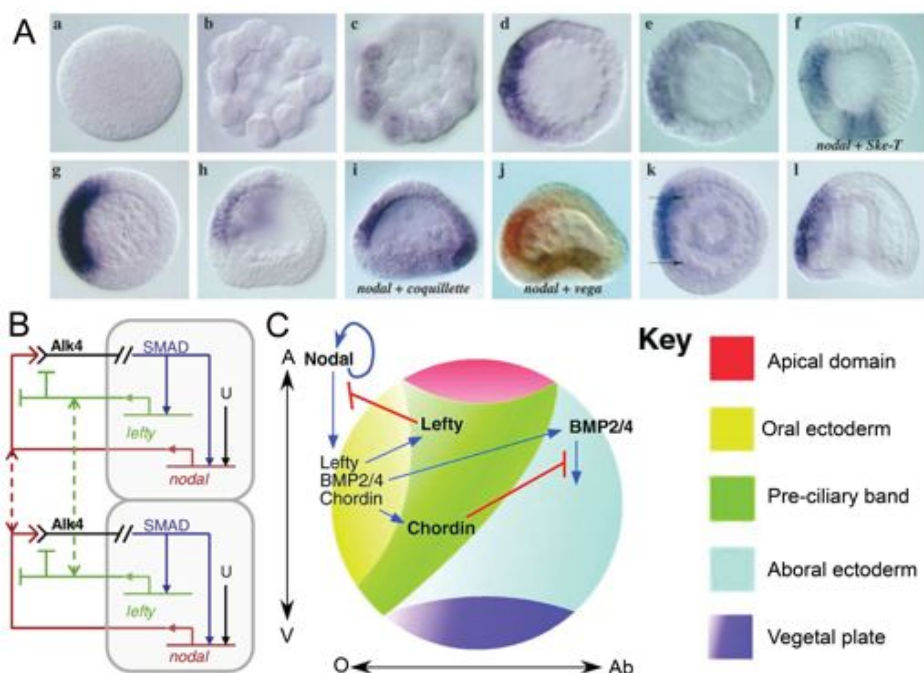 A
a
b
c
d
e
f
nodal + Ske-T
g
h
i
j
k
l
nodal + coquillette
nodal + vega
B
Alk4
SMAD
U
lefty
nodal
Alk4
SMAD
U
lefty
nodal
C
A
Nodal
Lefty
BMP2/4
Lefty
BMP2/4
Chordin
Chordin
V
O
Ab
Key
Apical domain
Oral ectoderm
Pre-ciliary band
Aboral ectoderm
Vegetal plate